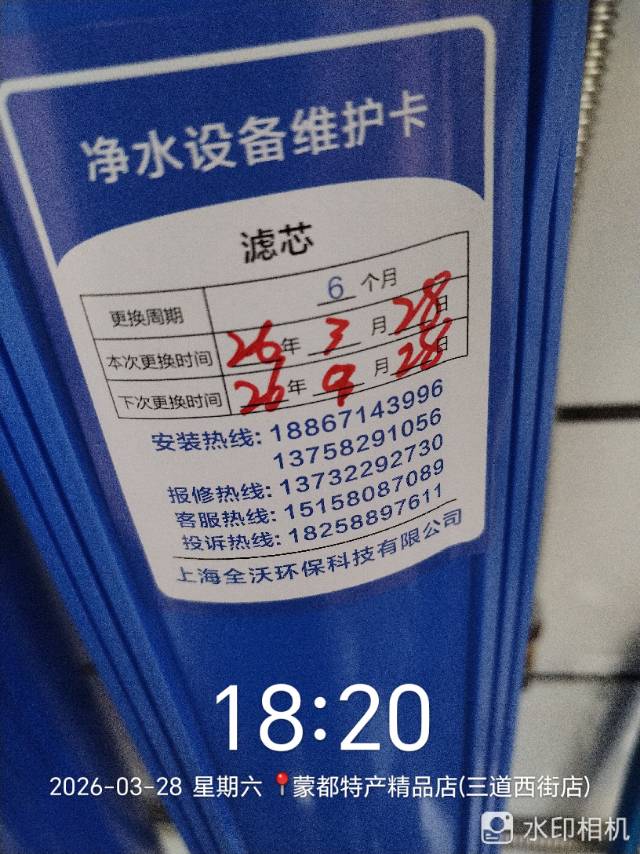 净水设备维护卡
滤芯
更换周期 6 个月
本次更换时间 26 年 3 月 28 日
下次更换时间 26 年 月 28 日
安装热线: 18867143996
13758291056
报修热线: 13732292730
客服热线: 15158087089
投诉热线: 18258897611
上海全沃环保科技有限公司
18:20
2026-03-28 星期六 蒙都特产精品店(三道西街店)
水印相机